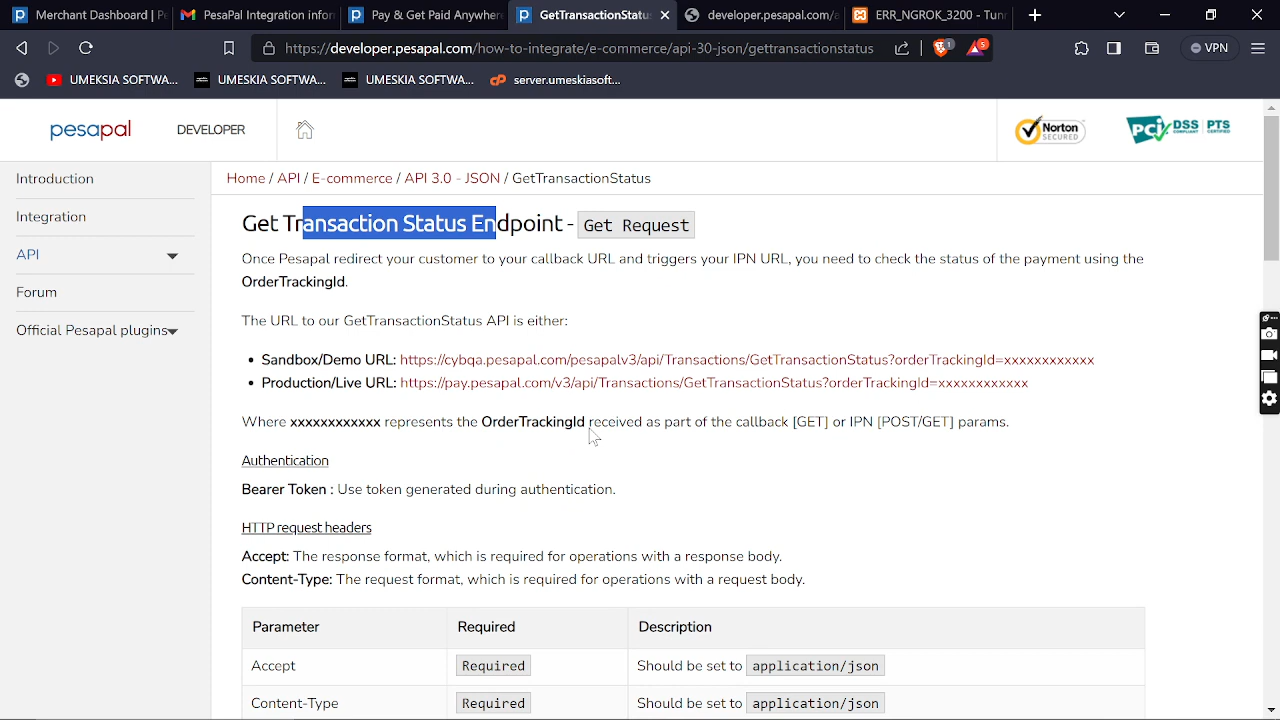 Merchant Dashboard | P
PesaPal Integration infor
Pay & Get Paid Anywhere
GetTransactionStatus
developer.pesapal.com/a
ERR_NGROK_3200 - Tunn
https://developer.pesapal.com/how-to-integrate/e-commerce/api-30-json/gettransactionstatus
1
5
VPN
UMEKSIA SOFTWA...
UMESKIA SOFTWA...
UMESKIA SOFTWA...
server.umeskiasoft...
pesapal
DEVELOPER
Norton
SECURED
PCi DSS COMPLIANT PTS CERTIFIED
Introduction
Integration
API
Forum
Official Pesapal plugins
Home / API / E-commerce / API 3.0 - JSON / GetTransactionStatus
Get Transaction Status Endpoint - Get Request
Once Pesapal redirect your customer to your callback URL and triggers your IPN URL, you need to check the status of the payment using the
OrderTrackingId.
The URL to our GetTransactionStatus API is either:
• Sandbox/Demo URL: https://cybqa.pesapal.com/pesapalv3/api/Transactions/GetTransactionStatus?orderTrackingId=xxxxxxxxxxxx
• Production/Live URL: https://pay.pesapal.com/v3/api/Transactions/GetTransactionStatus?orderTrackingId=xxxxxxxxxxxx
Where xxxxxxxxxxxx represents the OrderTrackingId received as part of the callback [GET] or IPN [POST/GET] params.
Authentication
Bearer Token : Use token generated during authentication.
HTTP request headers
Accept: The response format, which is required for operations with a response body.
Content-Type: The request format, which is required for operations with a request body.
Parameter Required Description
Accept Required Should be set to application/json
Content-Type Required Should be set to application/json